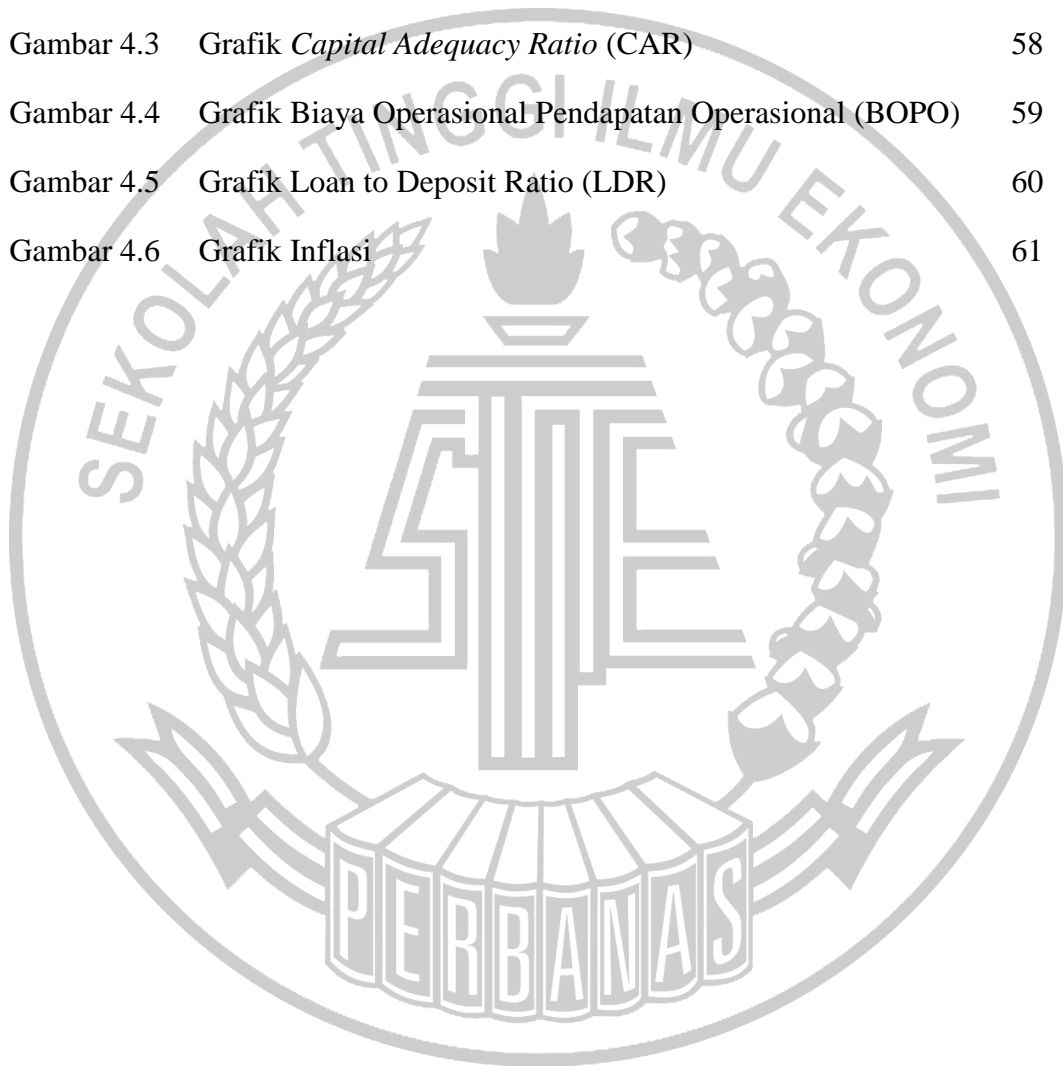 Gambar 4.3 Grafik Capital Adequacy Ratio (CAR) 58
Gambar 4.4 Grafik Biaya Operasional Pendapatan Operasional (BOPO) 59
Gambar 4.5 Grafik Loan to Deposit Ratio (LDR) 60
Gambar 4.6 Grafik Inflasi 61
SEKOLAH TINGGI ILMU EKONOMI
STIE
PERBANAS